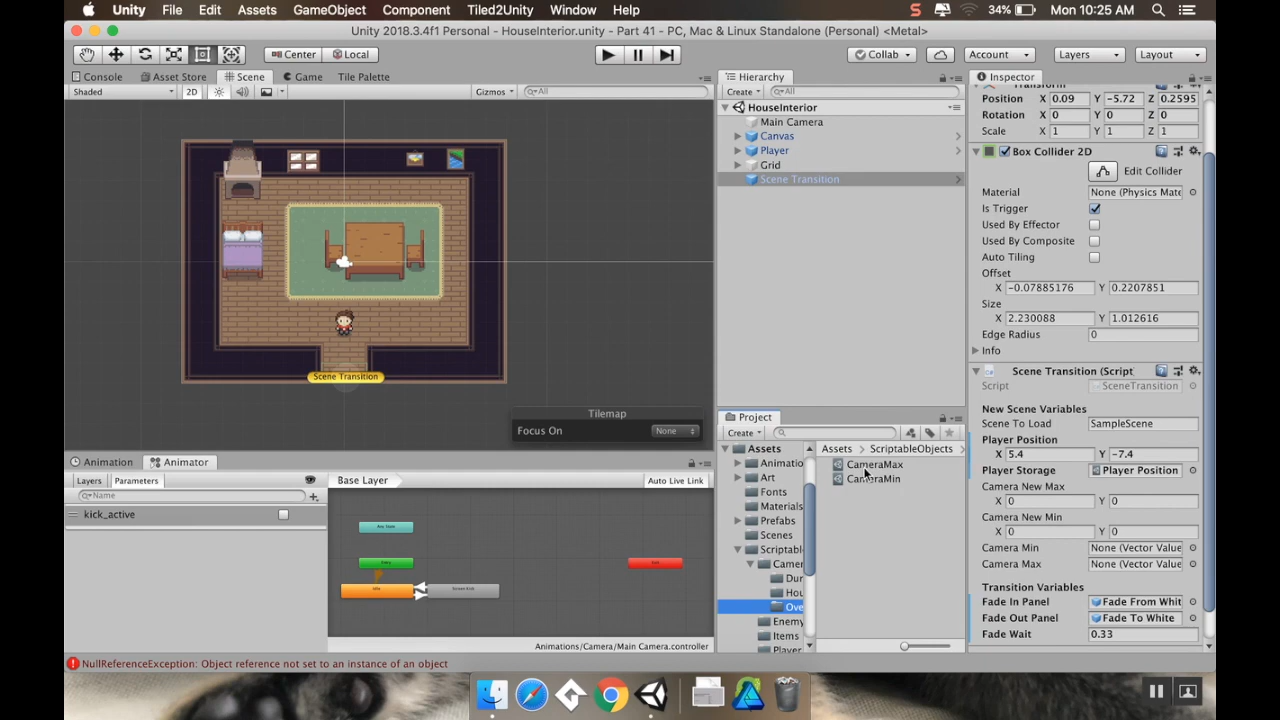 Unity File Edit Assets GameObject Component Tiled2Unity Window Help 34% Mon 10:25 AM
Unity 2018.3.4f1 Personal - HouseInterior.unity - Part 41 - PC, Mac & Linux Standalone (Personal) <Metal>
Center Local Collab Account Layers Layout
Console Asset Store Scene Game Tile Palette Hierarchy Inspector
Shaded 2D Gizmos All Create All
Transform
Position X 0.09 Y -5.72 Z 0.2595
Rotation X 0 Y 0 Z 0
Scale X 1 Y 1 Z 1
HouseInterior
Main Camera
Canvas
Player
Grid
Scene Transition
Box Collider 2D
Edit Collider
Material None (Physics Mate
Is Trigger
Used By Effector
Used By Composite
Auto Tiling
Offset
X -0.07885176 Y 0.2207851
Size
X 2.230088 Y 1.012616
Edge Radius 0
Info
Scene Transition
Tilemap
Focus On None
Scene Transition (Script
Script SceneTransition
New Scene Variables
Scene To Load SampleScene
Player Position
X 5.4 Y -7.4
Player Storage Player Position
Camera New Max
X 0 Y 0
Camera New Min
X 0 Y 0
Camera Min None (Vector Value
Camera Max None (Vector Value
Transition Variables
Fade In Panel Fade From Whit
Fade Out Panel Fade To White
Fade Wait 0.33
Project
Create
Assets
Animatio
Art
Fonts
Materials
Prefabs
Scenes
Scriptable
Came
Dur
Hou
Ove
Enemy
Items
Player
Assets ScriptableObjects
CameraMax
CameraMin
Animation Animator
Layers Parameters Base Layer Auto Live Link
Name
kick_active
Any State
Entry
Exit
Idle
Screen Kick
Animations/Camera/Main Camera.controller
NullReferenceException: Object reference not set to an instance of an object